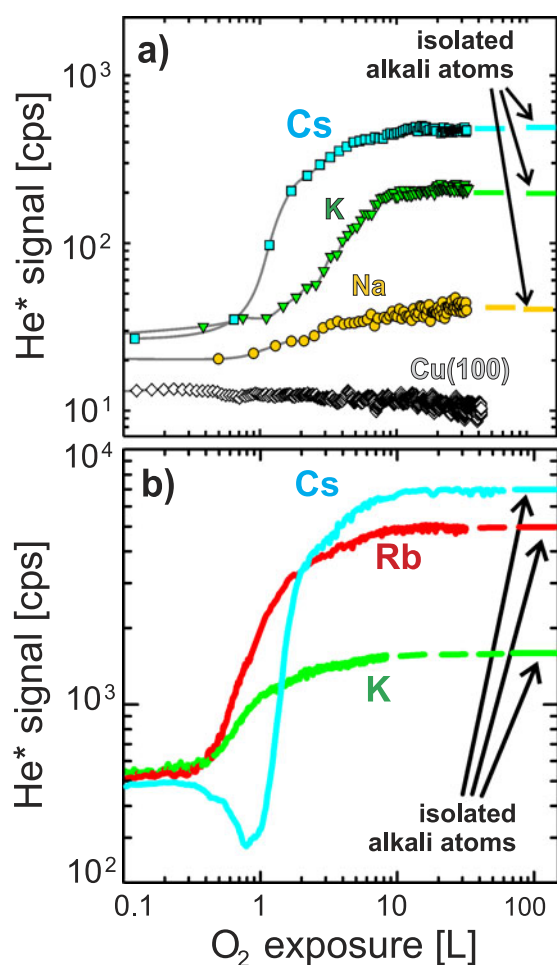 a)
isolated
alkali atoms
10³
Cs
K
He* signal [cps]
10²
Na
Cu(100)
10¹
10⁴
b)
Cs
Rb
He* signal [cps]
K
10³
isolated
alkali atoms
10²
0.1 1 10 100
O₂ exposure [L]